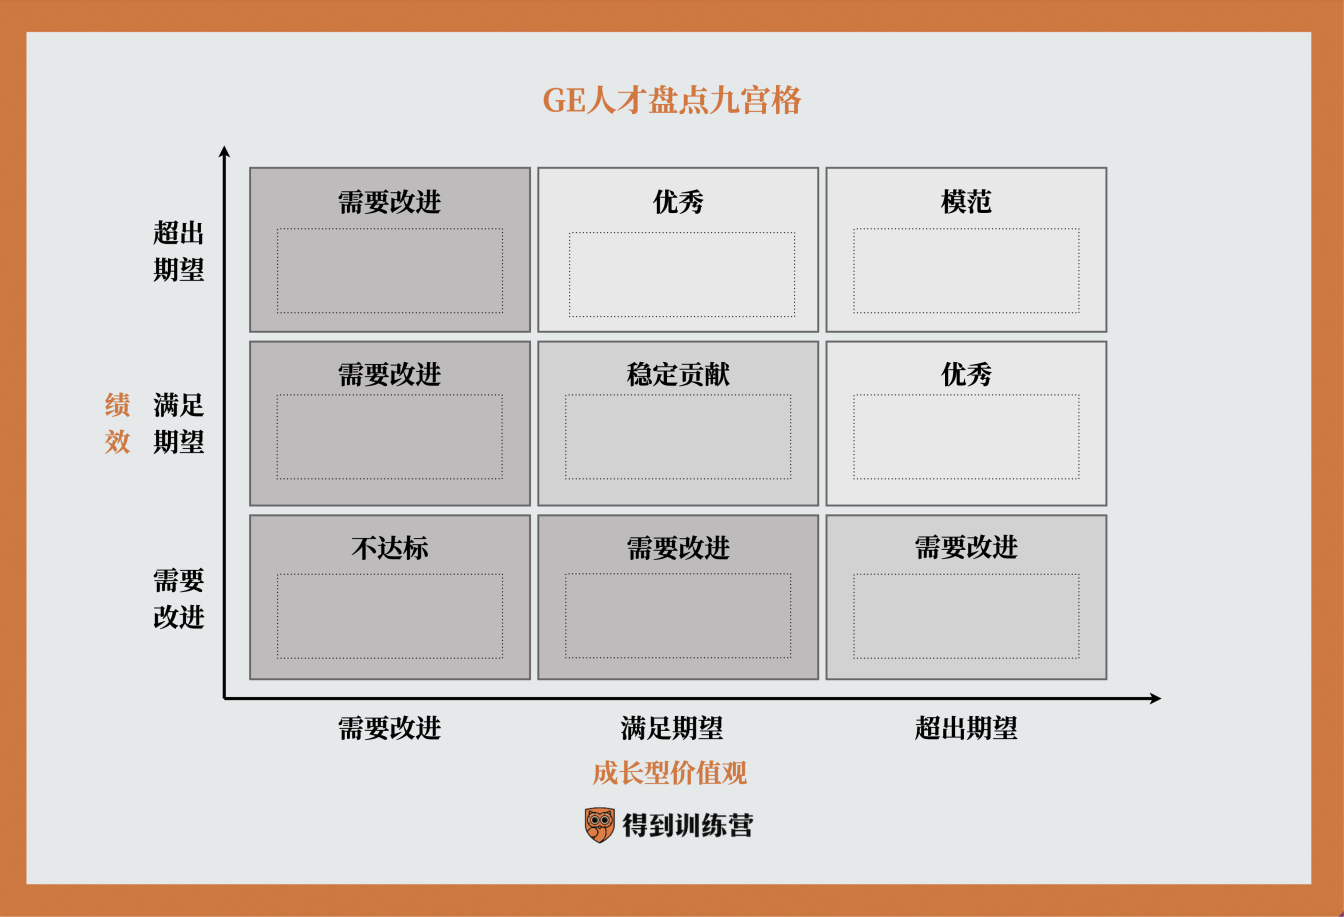 GE人才盘点九宫格
超出
期望
需要改进
优秀
模范
绩
效
满足
期望
需要改进
稳定贡献
优秀
需要
改进
不达标
需要改进
需要改进
需要改进
满足期望
超出期望
成长型价值观
得到训练营